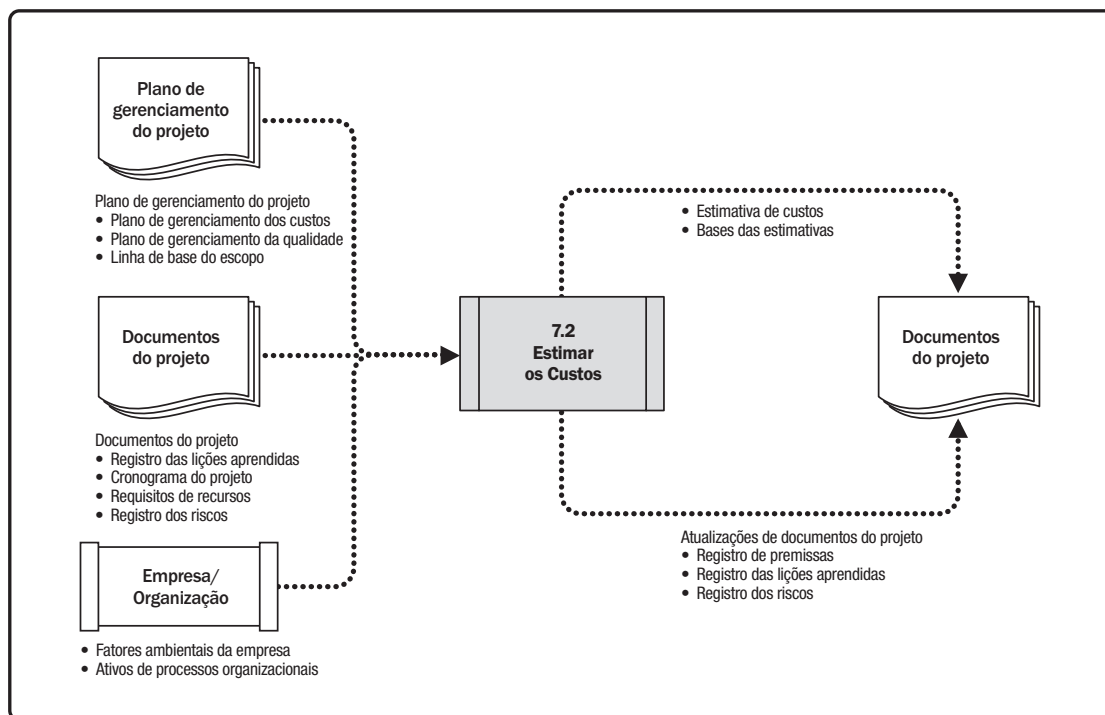 Plano de
gerenciamento
do projeto
Plano de gerenciamento do projeto
• Plano de gerenciamento dos custos
• Plano de gerenciamento da qualidade
• Linha de base do escopo
Documentos
do projeto
Documentos do projeto
• Registro das lições aprendidas
• Cronograma do projeto
• Requisitos de recursos
• Registro dos riscos
Empresa/
Organização
• Fatores ambientais da empresa
• Ativos de processos organizacionais
7.2
Estimar
os Custos
• Estimativa de custos
• Bases das estimativas
Documentos
do projeto
Atualizações de documentos do projeto
• Registro de premissas
• Registro das lições aprendidas
• Registro dos riscos